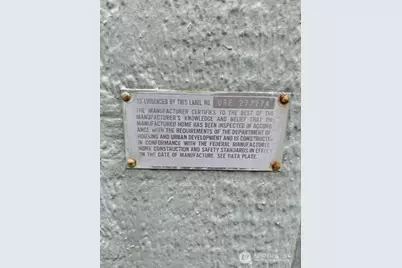 AS EVIDENCED BY THIS LABEL NO. ORE
THE MANUFACTURER CERTIFIES TO THE BEST OF THE
MANUFACTURER'S KNOWLEDGE AND BELIEF THAT THIS
MANUFACTURED HOME HAS BEEN INSPECTED IN ACCORD-
ANCE WITH THE REQUIREMENTS OF THE DEPARTMENT OF
HOUSING AND URBAN DEVELOPMENT AND IS CONSTRUCTED
IN CONFORMANCE WITH THE FEDERAL MANUFACTURED
HOME CONSTRUCTION AND SAFETY STANDARDS IN EFFECT
ON THE DATE OF MANUFACTURE. SEE DATA PLATE.